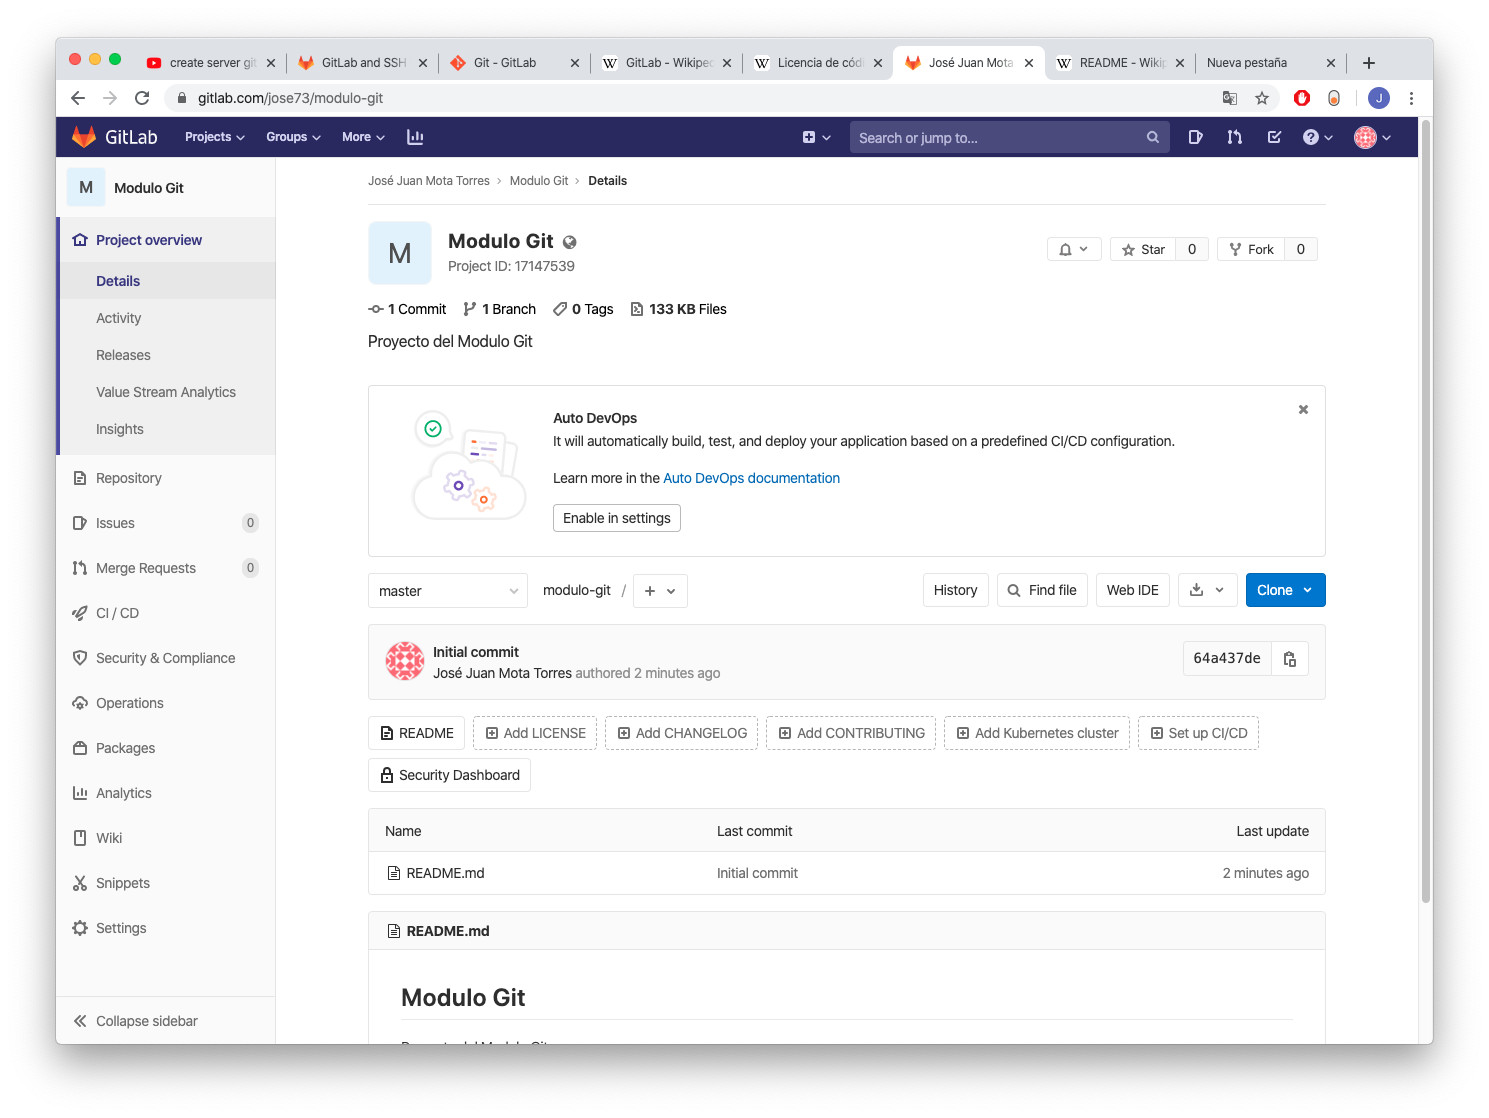 create server git
GitLab and SSH
Git - GitLab
GitLab - Wikiped
Licencia de códi
José Juan Mota
README - Wikip
Nueva pestaña
gitlab.com/jose73/modulo-git
J
GitLab
Projects
Groups
More
Search or jump to...
M
Modulo Git
Project overview
Details
Activity
Releases
Value Stream Analytics
Insights
Repository
Issues 0
Merge Requests 0
CI / CD
Security & Compliance
Operations
Packages
Analytics
Wiki
Snippets
Settings
Collapse sidebar
José Juan Mota Torres › Modulo Git › Details
M
Modulo Git
Project ID: 17147539
Star 0
Fork 0
1 Commit 1 Branch 0 Tags 133 KB Files
Proyecto del Modulo Git
Auto DevOps
It will automatically build, test, and deploy your application based on a predefined CI/CD configuration.
Learn more in the Auto DevOps documentation
Enable in settings
master
modulo-git /
History
Find file
Web IDE
Clone
Initial commit
José Juan Mota Torres authored 2 minutes ago
64a437de
README
Add LICENSE
Add CHANGELOG
Add CONTRIBUTING
Add Kubernetes cluster
Set up CI/CD
Security Dashboard
Name Last commit Last update
README.md Initial commit 2 minutes ago
README.md
Modulo Git
Proyecto del Modulo Git